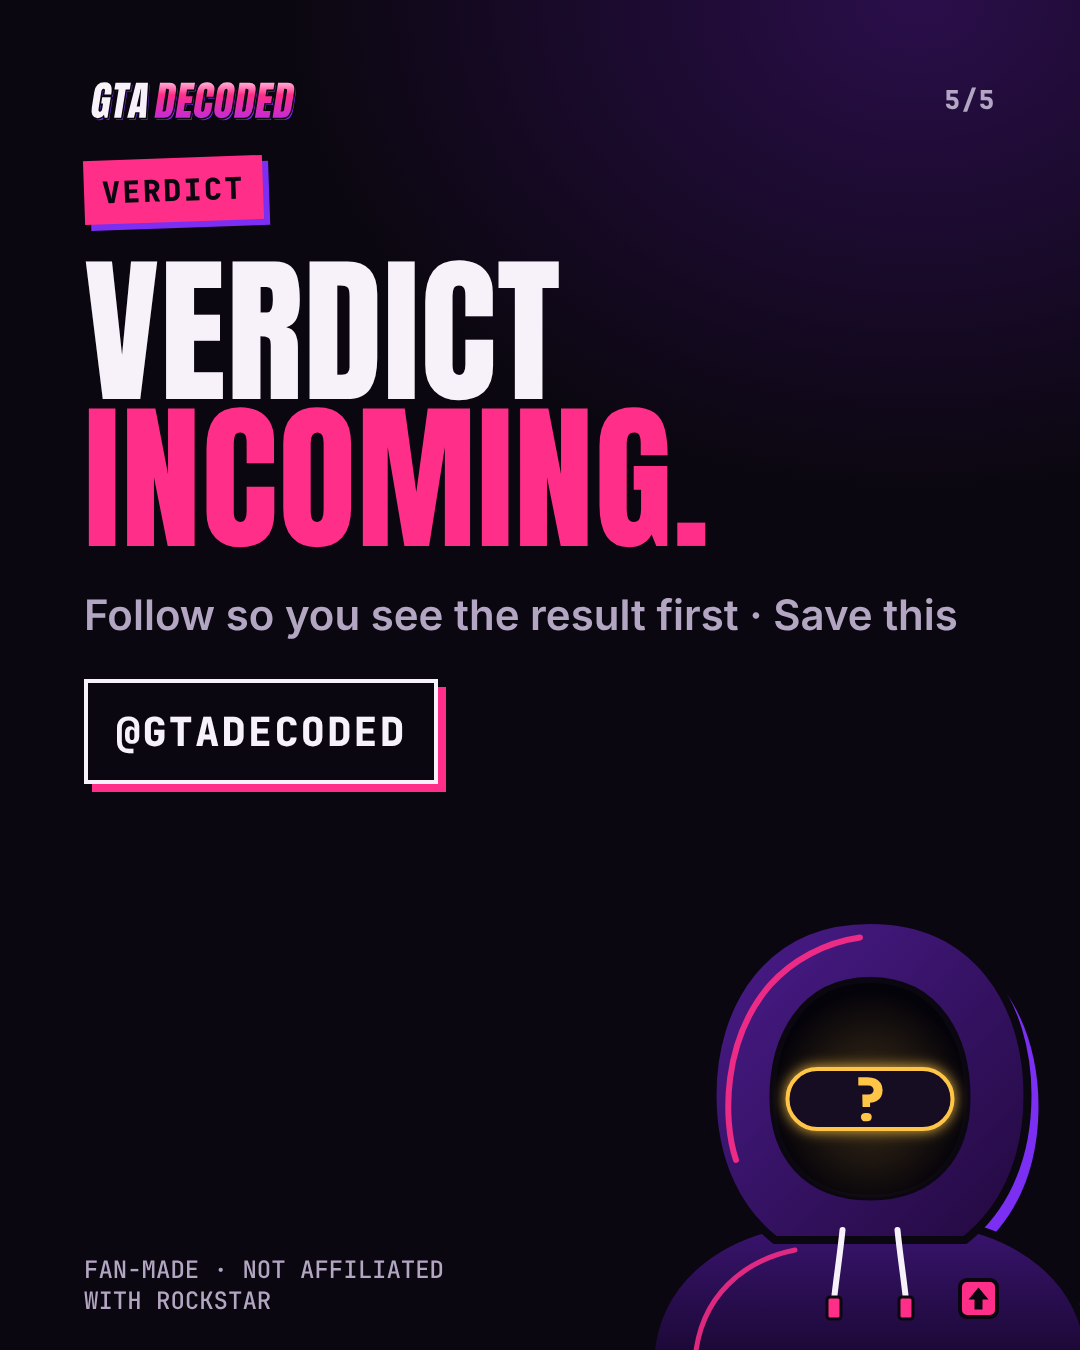 GTA DECODED
5/5
VERDICT
VERDICT
INCOMING.
Follow so you see the result first · Save this
@GTADECODED
?
FAN-MADE · NOT AFFILIATED
WITH ROCKSTAR